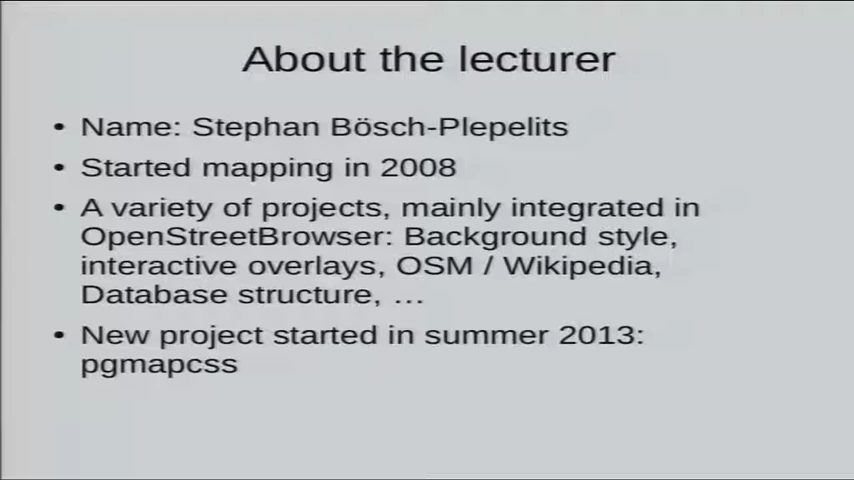 About the lecturer
• Name: Stephan Bösch-Plepelits
• Started mapping in 2008
• A variety of projects, mainly integrated in
OpenStreetBrowser: Background style,
interactive overlays, OSM / Wikipedia,
Database structure, …
• New project started in summer 2013:
pgmapcss